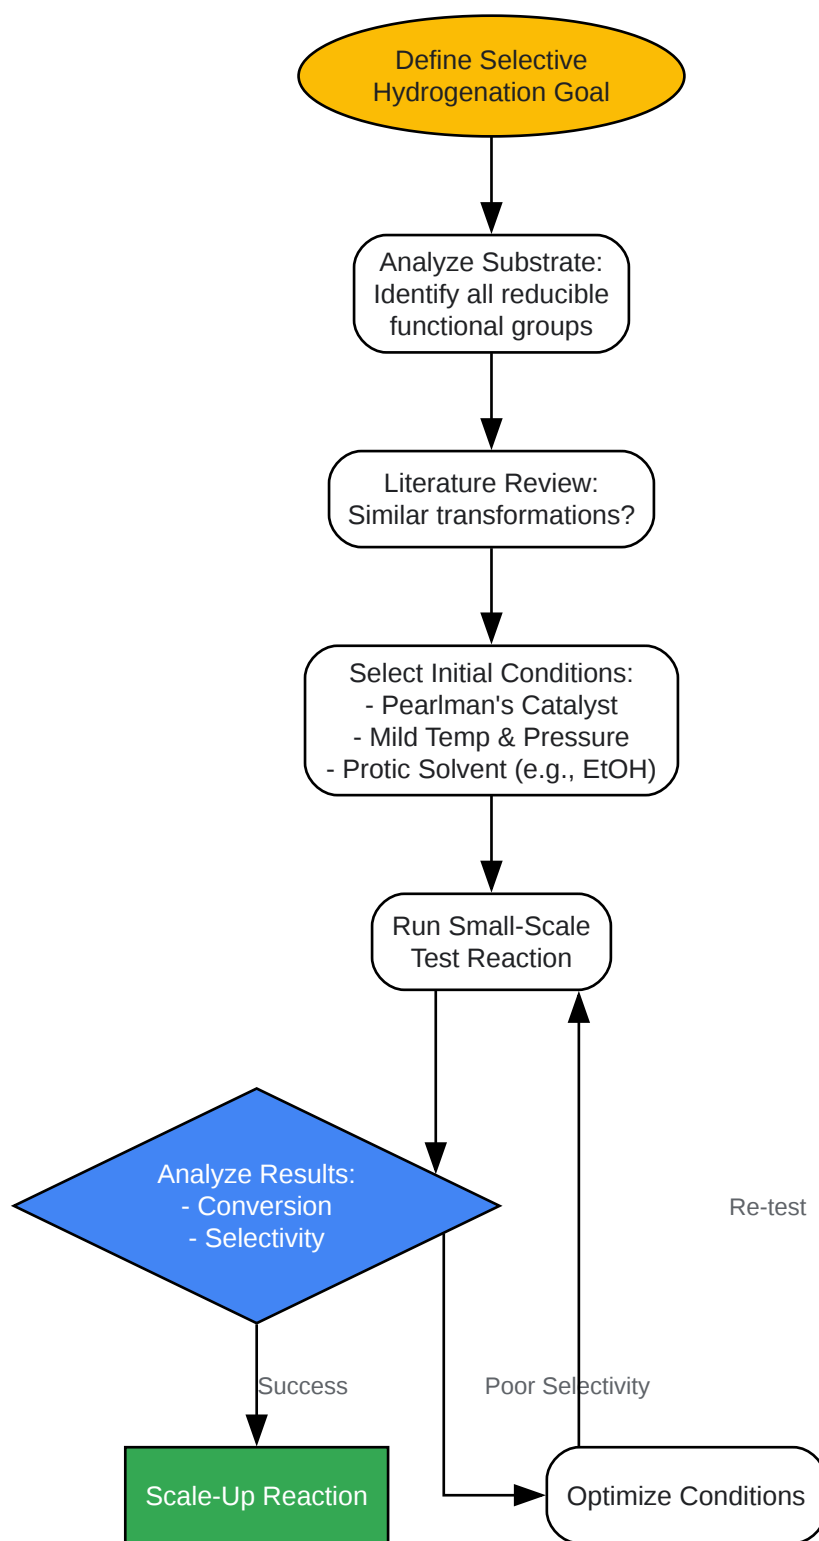 Define Selective
Hydrogenation Goal
Analyze Substrate:
Identify all reducible
functional groups
Literature Review:
Similar transformations?
Select Initial Conditions:
- Pearlman's Catalyst
- Mild Temp & Pressure
- Protic Solvent (e.g., EtOH)
Run Small-Scale
Test Reaction
Analyze Results:
- Conversion
- Selectivity
Re-test
Success
Poor Selectivity
Scale-Up Reaction
Optimize Conditions